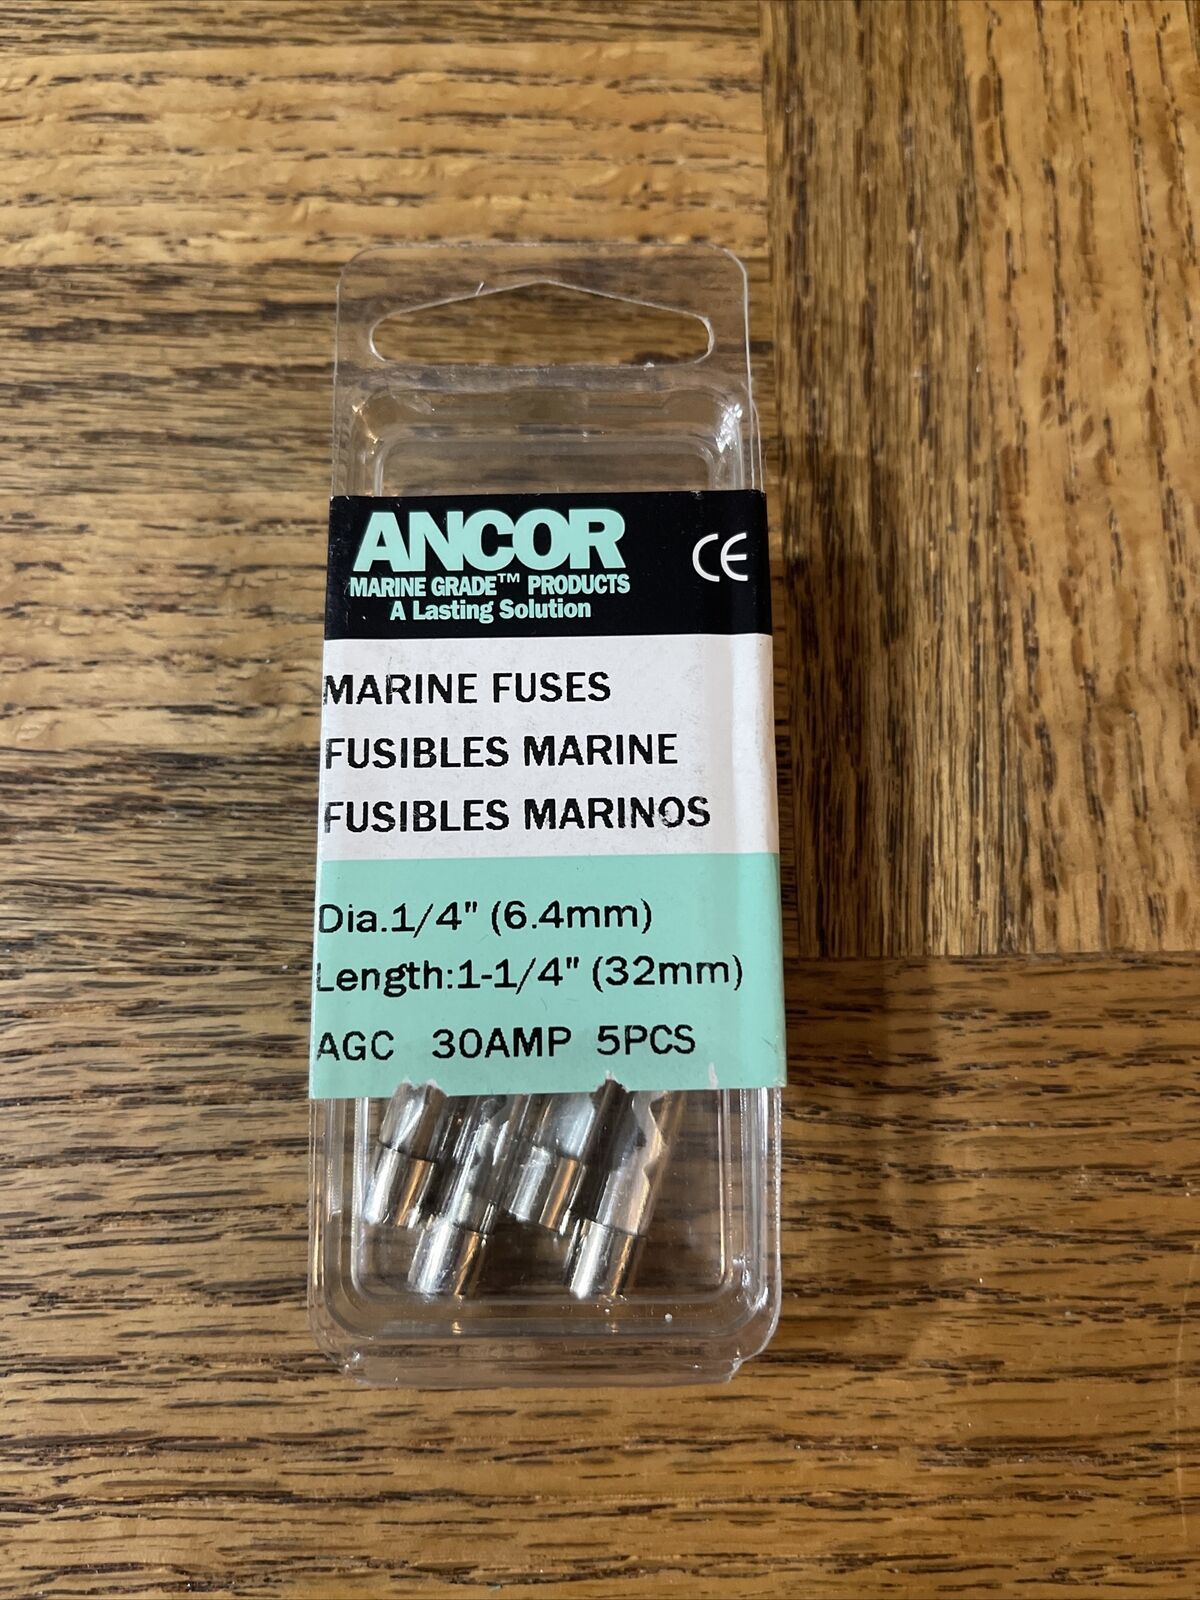 ANCOR
CE
MARINE GRADE™ PRODUCTS
A Lasting Solution
MARINE FUSES
FUSIBLES MARINE
FUSIBLES MARINOS
Dia.1/4" (6.4mm)
Length:1-1/4" (32mm)
AGC 30AMP 5PCS